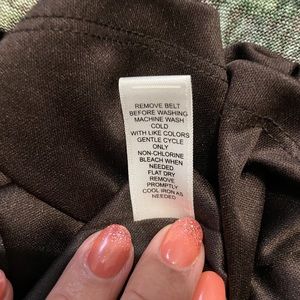 REMOVE BELT
BEFORE WASHING
MACHINE WASH
COLD
WITH LIKE COLORS
GENTLE CYCLE
ONLY
NON-CHLORINE
BLEACH WHEN
NEEDED
FLAT DRY
REMOVE
PROMPTLY
COOL IRON AS
NEEDED